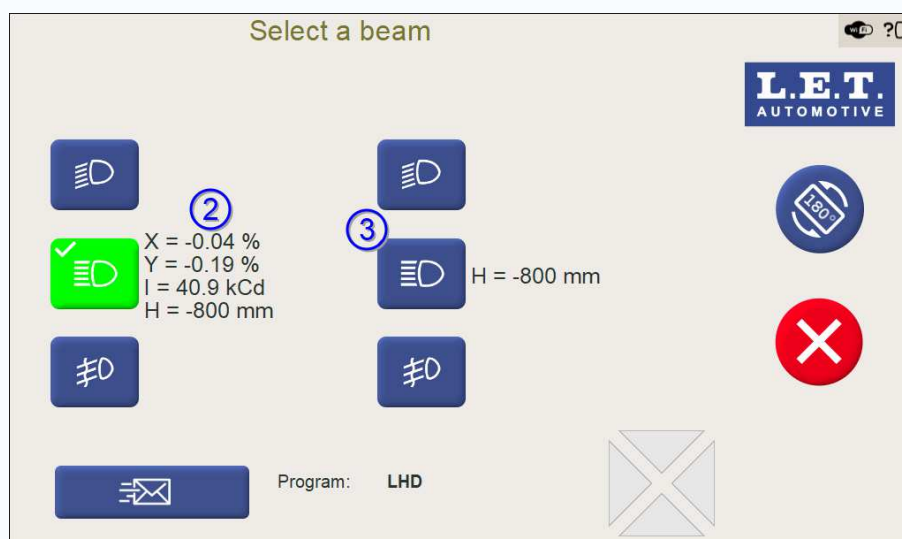 Select a beam
WiFi
?
L.E.T.
AUTOMOTIVE
180°
2
X = -0.04 %
Y = -0.19 %
I = 40.9 kCd
H = -800 mm
3
H = -800 mm
Program: LHD